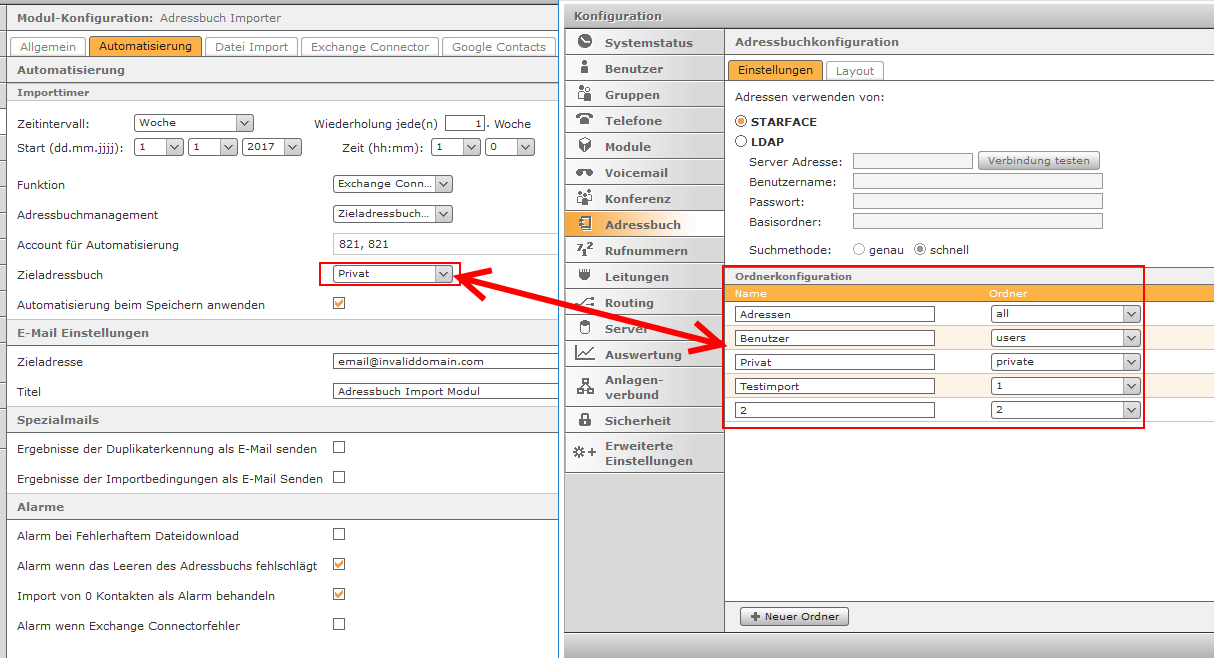 Modul-Konfiguration: Adressbuch Importer
Allgemein
Automatisierung
Datei Import
Exchange Connector
Google Contacts
Automatisierung
Importtimer
Zeitintervall: Woche Wiederholung jede(n) 1 . Woche
Start (dd.mm.jjjj): 1 1 2017 Zeit (hh:mm): 1 0
Funktion Exchange Conn...
Adressbuchmanagement Zieladressbuch...
Account für Automatisierung 821, 821
Zieladressbuch Privat
Automatisierung beim Speichern anwenden
E-Mail Einstellungen
Zieladresse email@invaliddomain.com
Titel Adressbuch Import Modul
Spezialmails
Ergebnisse der Duplikaterkennung als E-Mail senden
Ergebnisse der Importbedingungen als E-Mail Senden
Alarme
Alarm bei Fehlerhaftem Dateidownload
Alarm wenn das Leeren des Adressbuchs fehlschlägt
Import von 0 Kontakten als Alarm behandeln
Alarm wenn Exchange Connectorfehler
Konfiguration
Systemstatus
Benutzer
Gruppen
Telefone
Module
Voicemail
Konferenz
Adressbuch
Rufnummern
Leitungen
Routing
Server
Auswertung
Anlagen-
verbund
Sicherheit
Erweiterte
Einstellungen
Adressbuchkonfiguration
Einstellungen
Layout
Adressen verwenden von:
STARFACE
LDAP
Server Adresse: Verbindung testen
Benutzername:
Passwort:
Basisordner:
Suchmethode: genau schnell
Ordnerkonfiguration
Name Ordner
Adressen all
Benutzer users
Privat private
Testimport 1
2 2
Neuer Ordner